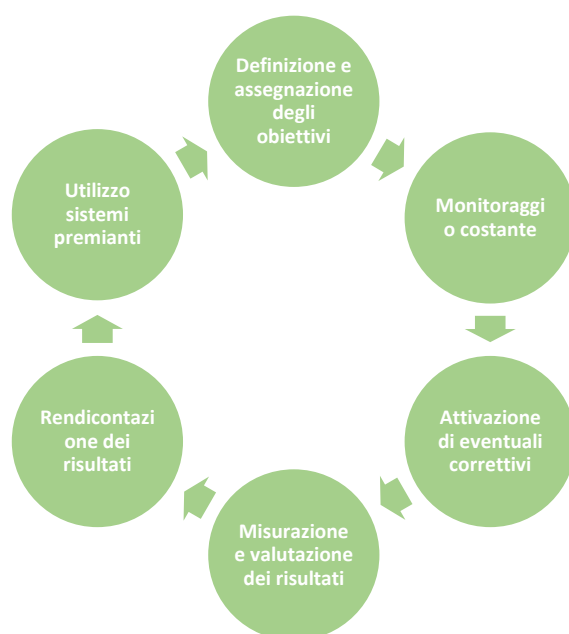 Definizione e
assegnazione
degli
obiettivi
Monitoraggi
o costante
Attivazione
di eventuali
correttivi
Misurazione
e valutazione
dei risultati
Rendicontazi
one dei
risultati
Utilizzo
sistemi
premianti